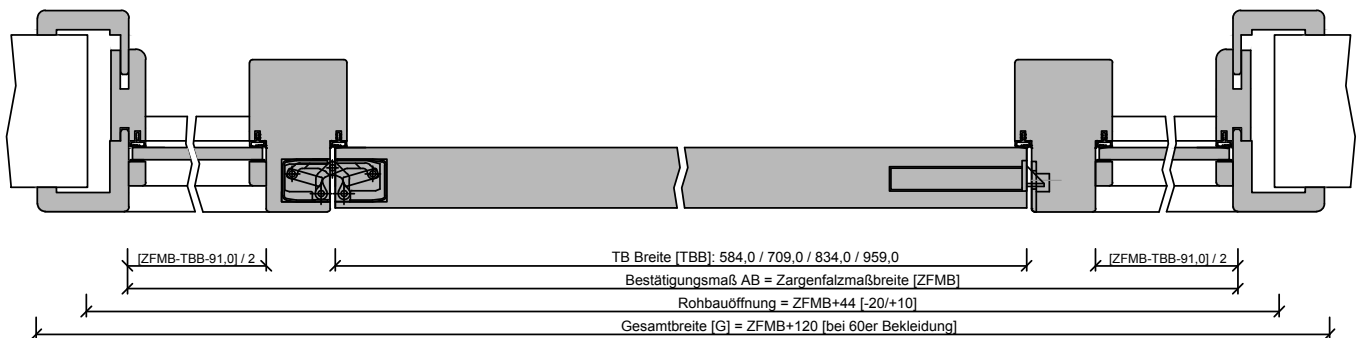 [ZFMB-TBB-91,0] / 2
TB Breite [TBB]: 584,0 / 709,0 / 834,0 / 959,0
[ZFMB-TBB-91,0] / 2
Bestätigungsmaß AB = Zargenfalzmaßbreite [ZFMB]
Rohbauöffnung = ZFMB+44 [-20/+10]
Gesamtbreite [G] = ZFMB+120 [bei 60er Bekleidung]